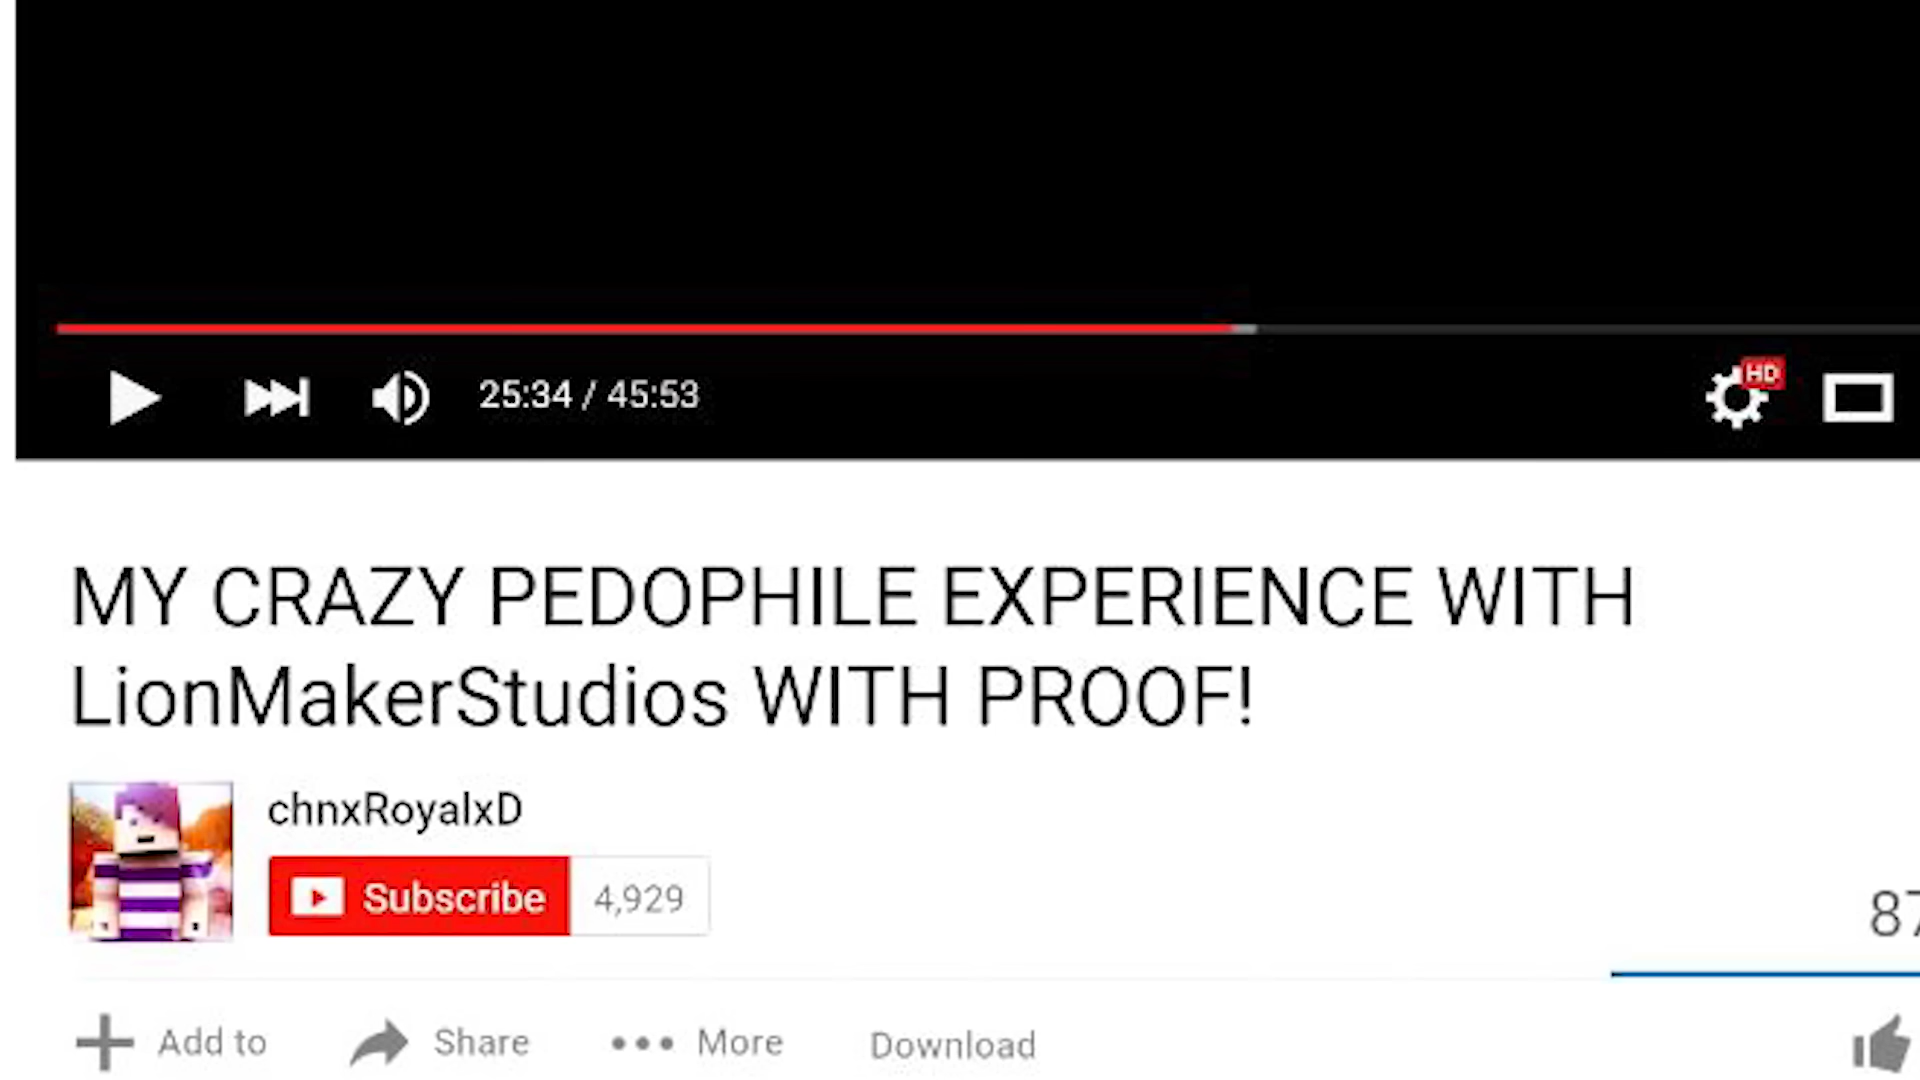 25:34 / 45:53
HD
MY CRAZY PEDOPHILE EXPERIENCE WITH
LionMakerStudios WITH PROOF!
chnxRoyalxD
Subscribe 4,929
87
Add to Share More Download